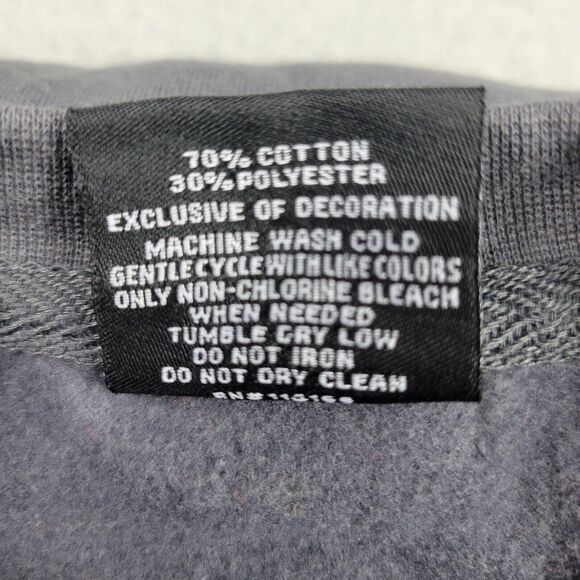 70% COTTON
30% POLYESTER
EXCLUSIVE OF DECORATION
MACHINE WASH COLD
GENTLE CYCLE WITH LIKE COLORS
ONLY NON-CHLORINE BLEACH
WHEN NEEDED
TUMBLE DRY LOW
DO NOT IRON
DO NOT DRY CLEAN